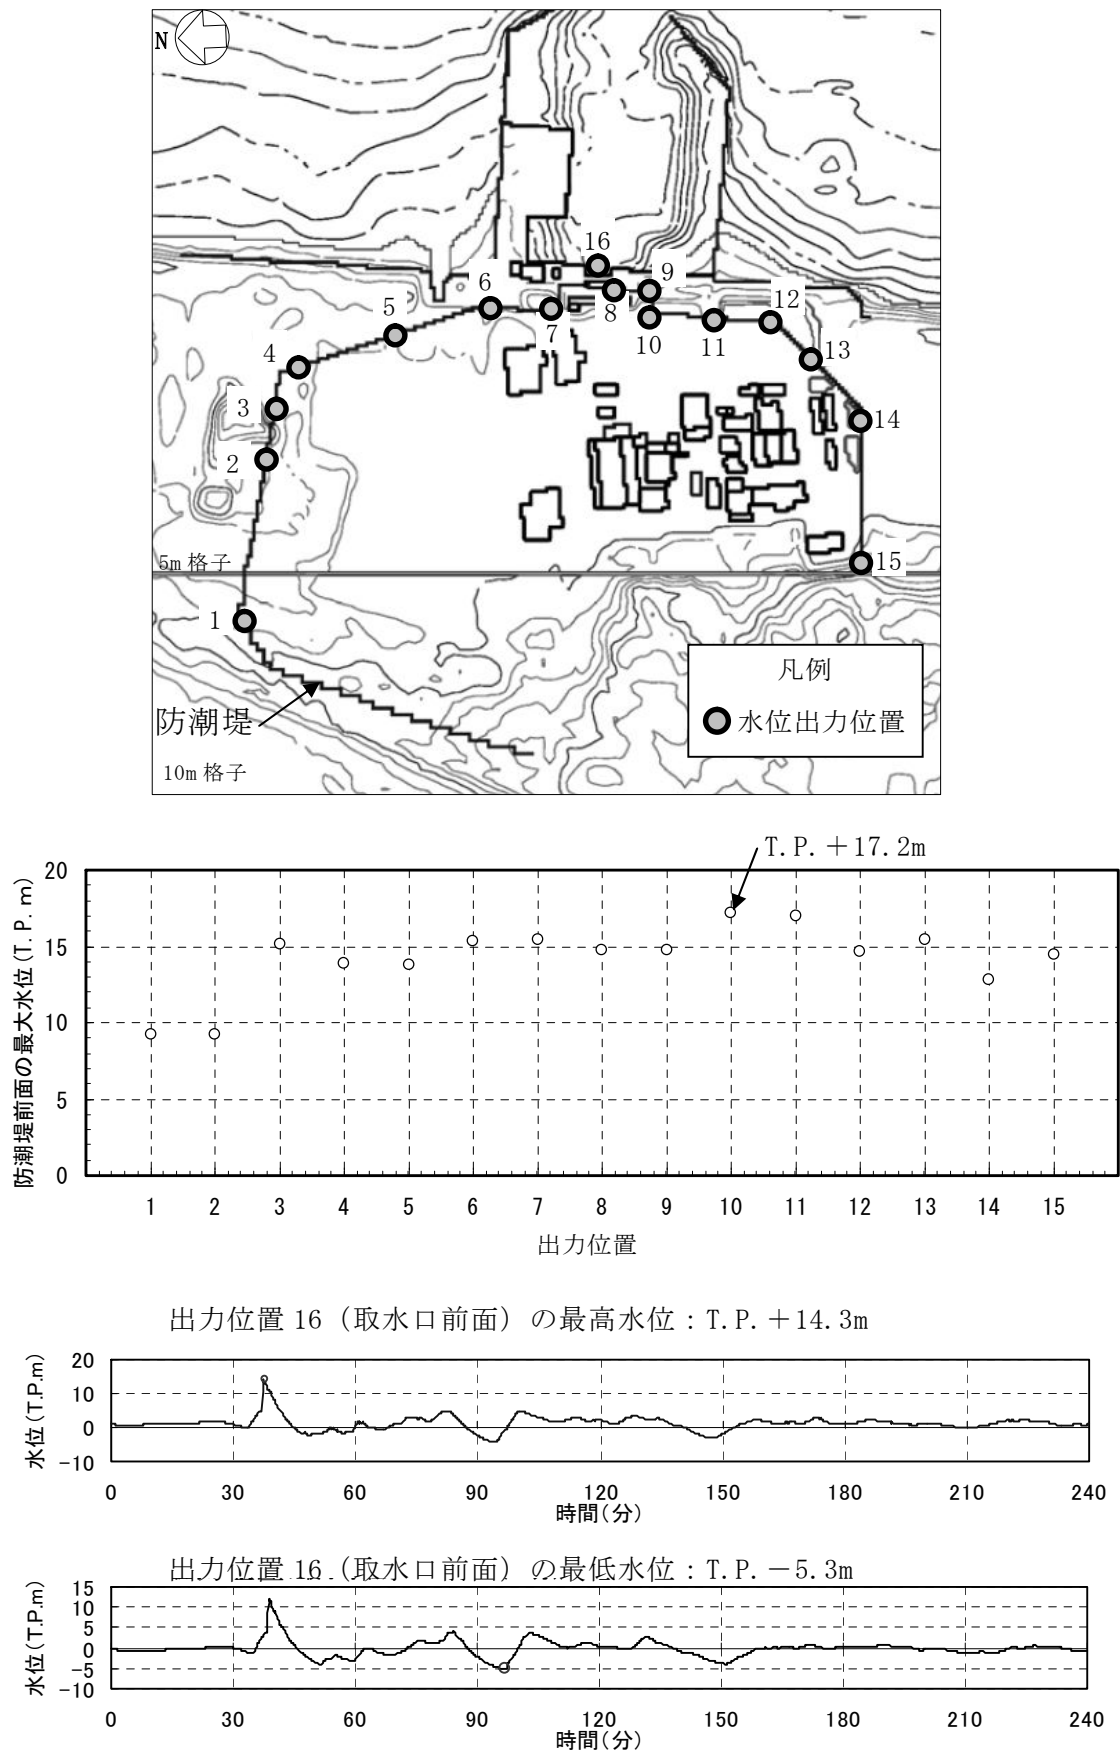 N
16
6
9
8
12
5
7
10
11
4
13
3
14
2
5m 格子
15
1
凡例
防潮堤
水位出力位置
10m 格子
T.P.＋17.2m
防潮堤前面の最大水位(T.P.m)
20
15
10
5
0
1 2 3 4 5 6 7 8 9 10 11 12 13 14 15
出力位置
出力位置 16（取水口前面）の最高水位：T.P.＋14.3m
水位(T.P.m)
20
10
0
−10
0 30 60 90 120 150 180 210 240
時間(分)
出力位置 16（取水口前面）の最低水位：T.P.－5.3m
水位(T.P.m)
15
10
5
0
−5
−10
0 30 60 90 120 150 180 210 240
時間(分)